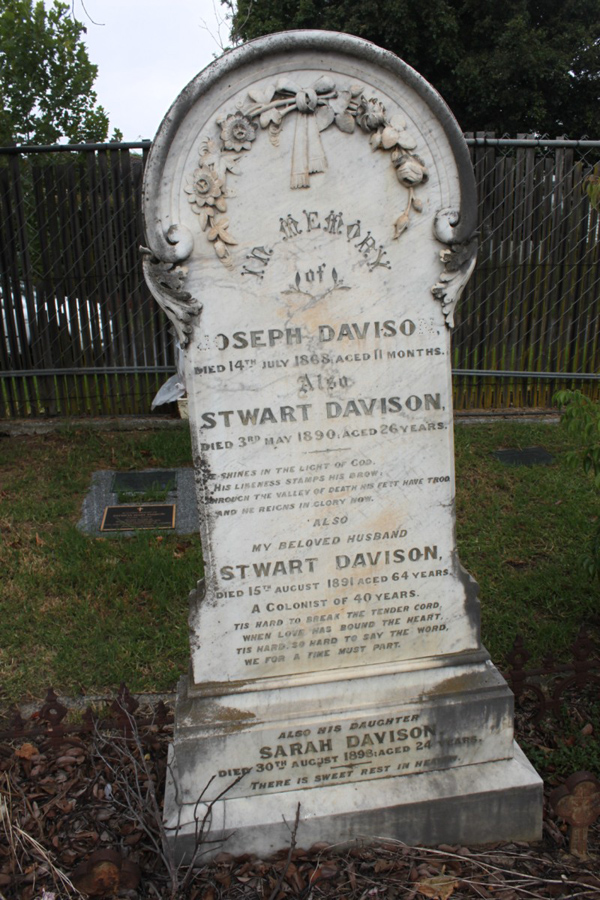 IN MEMORY
of
JOSEPH DAVISON,
DIED 14TH JULY 1868, AGED 11 MONTHS.
Also
STWART DAVISON,
DIED 3RD MAY 1890, AGED 26 YEARS.
E SHINES IN THE LIGHT OF GOD.
HIS LIKENESS STAMPS HIS BROW;
THROUGH THE VALLEY OF DEATH HIS FETT HAVE TROD
AND HE REIGNS IN GLORY NOW.
ALSO
MY BELOVED HUSBAND
STWART DAVISON,
DIED 15TH AUGUST 1891 AGED 64 YEARS.
A COLONIST OF 40 YEARS.
TIS HARD TO BREAK THE TENDER CORD,
WHEN LOVE HAS BOUND THE HEART,
TIS HARD, SO HARD TO SAY THE WORD,
WE FOR A FINE MUST PART.
ALSO HIS DAUGHTER
SARAH DAVISON,
DIED 30TH AUGUST 1898, AGED 24 YEARS.
THERE IS SWEET REST IN HEAVEN.